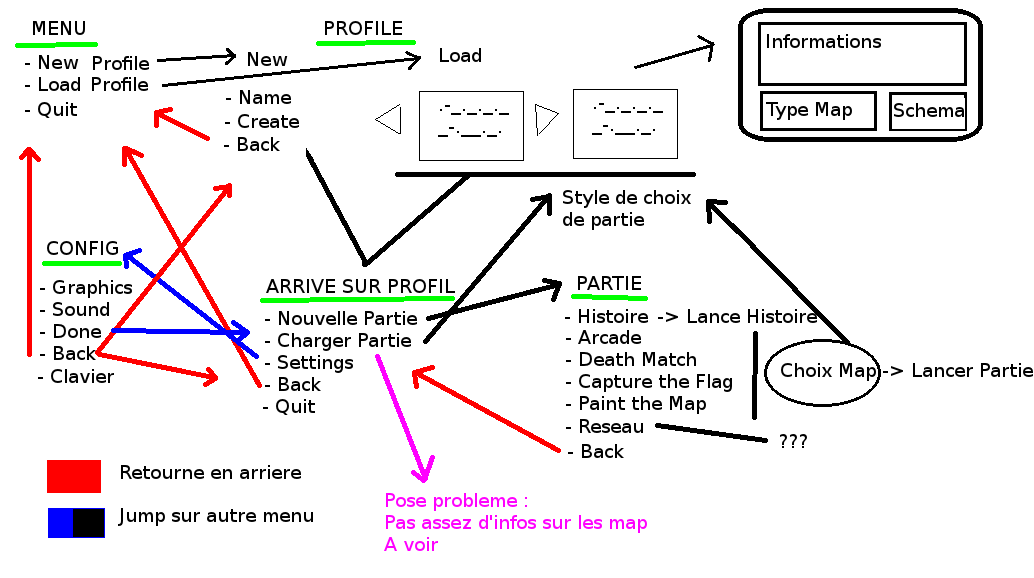 MENU
- New Profile
- Load Profile
- Quit
PROFILE
New
- Name
- Create
- Back
Load
Informations
Type Map
Schema
Style de choix
de partie
CONFIG
- Graphics
- Sound
- Done
- Back
- Clavier
ARRIVE SUR PROFIL
- Nouvelle Partie
- Charger Partie
- Settings
- Back
- Quit
PARTIE
- Histoire -> Lance Histoire
- Arcade
- Death Match
- Capture the Flag
- Paint the Map
- Reseau
- Back
Choix Map -> Lancer Partie
???
Retourne en arriere
Jump sur autre menu
Pose probleme :
Pas assez d'infos sur les map
A voir